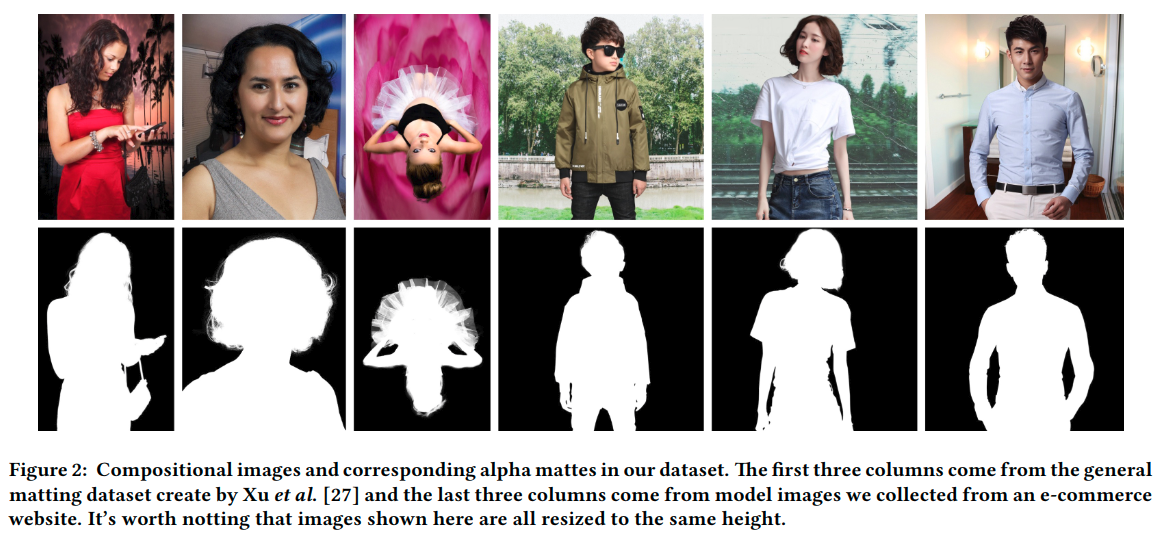 Figure 2: Compositional images and corresponding alpha mattes in our dataset. The first three columns come from the general
matting dataset create by Xu et al. [27] and the last three columns come from model images we collected from an e-commerce
website. It's worth notting that images shown here are all resized to the same height.